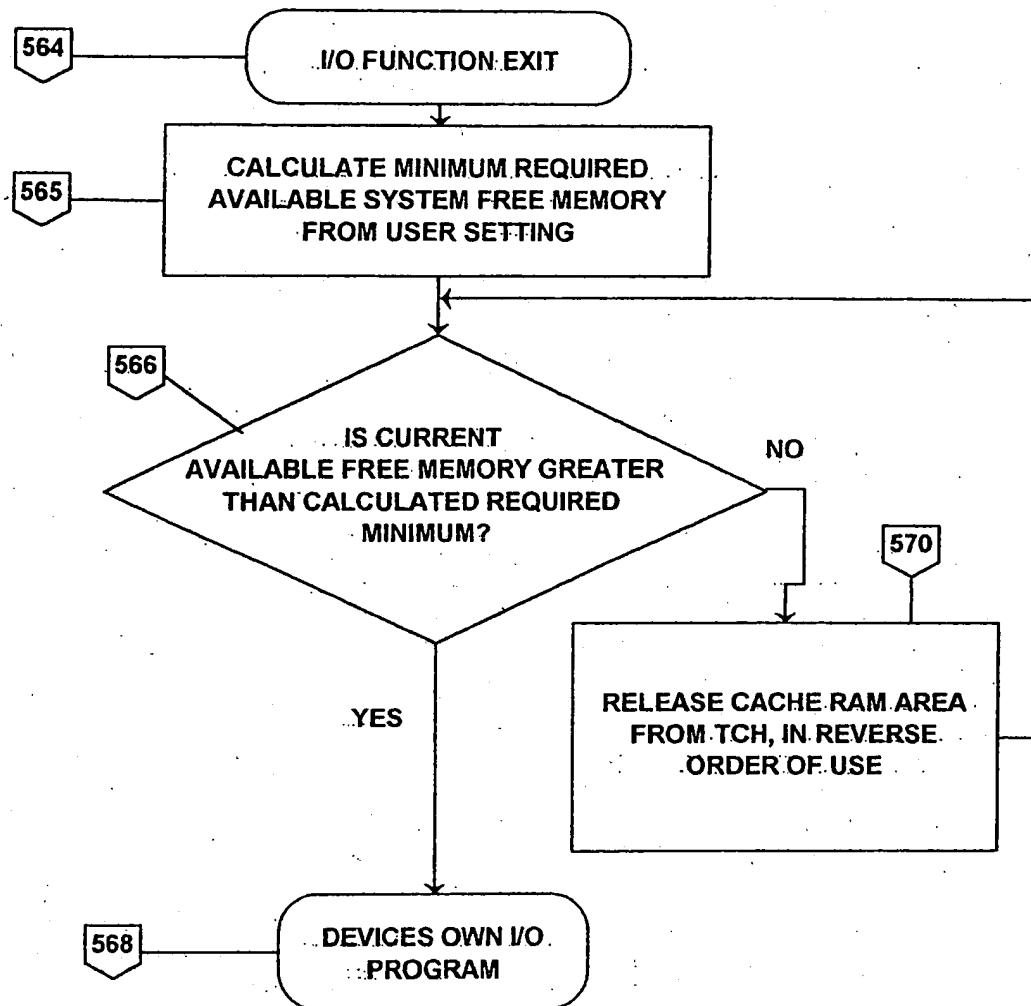 564
I/O FUNCTION EXIT
565
CALCULATE MINIMUM REQUIRED
AVAILABLE SYSTEM FREE MEMORY
FROM USER SETTING
566
IS CURRENT
AVAILABLE FREE MEMORY GREATER
THAN CALCULATED REQUIRED
MINIMUM?
NO
570
RELEASE CACHE RAM AREA
FROM TCH, IN REVERSE
ORDER OF USE
YES
568
DEVICES OWN I/O
PROGRAM